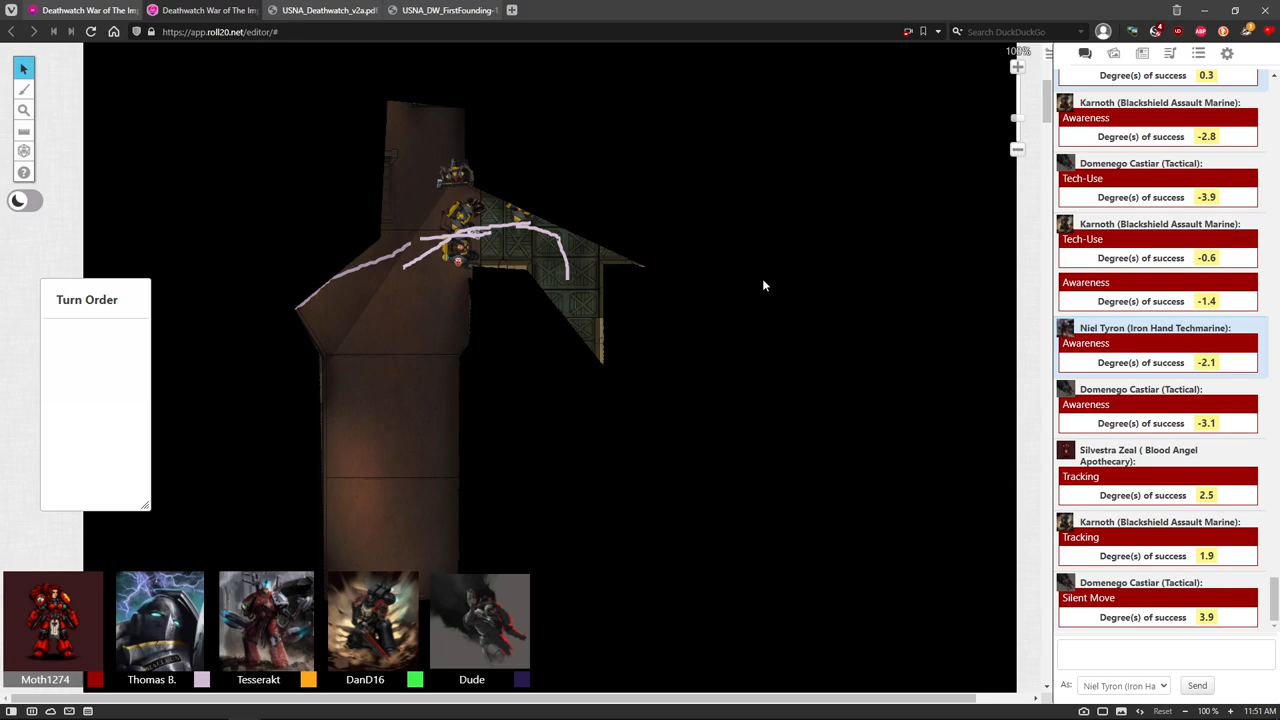 Deatchwatch War of The Im
Deatchwatch War of The Im
USNA_Deathwatch_v2a.pd
USNA_DW_FirstFounding-1
https://app.roll20.net/editor/#
Search DuckDuckGo
100%
Turn Order
Degree(s) of success 0.3
Karnoth (Blackshield Assault Marine):
Awareness
Degree(s) of success -2.8
Domenego Castiar (Tactical):
Tech-Use
Degree(s) of success -3.9
Karnoth (Blackshield Assault Marine):
Tech-Use
Degree(s) of success -0.6
Awareness
Degree(s) of success -1.4
Niel Tyron (Iron Hand Techmarine):
Awareness
Degree(s) of success -2.1
Domenego Castiar (Tactical):
Awareness
Degree(s) of success -3.1
Silvestra Zeal ( Blood Angel
Apothecary):
Tracking
Degree(s) of success 2.5
Karnoth (Blackshield Assault Marine):
Tracking
Degree(s) of success 1.9
Domenego Castiar (Tactical):
Silent Move
Degree(s) of success 3.9
Moth1274
Thomas B.
Tesserakt
DanD16
Dude
As: Niel Tyron (Iron Ha
Send
Reset
100 %
11:51 AM